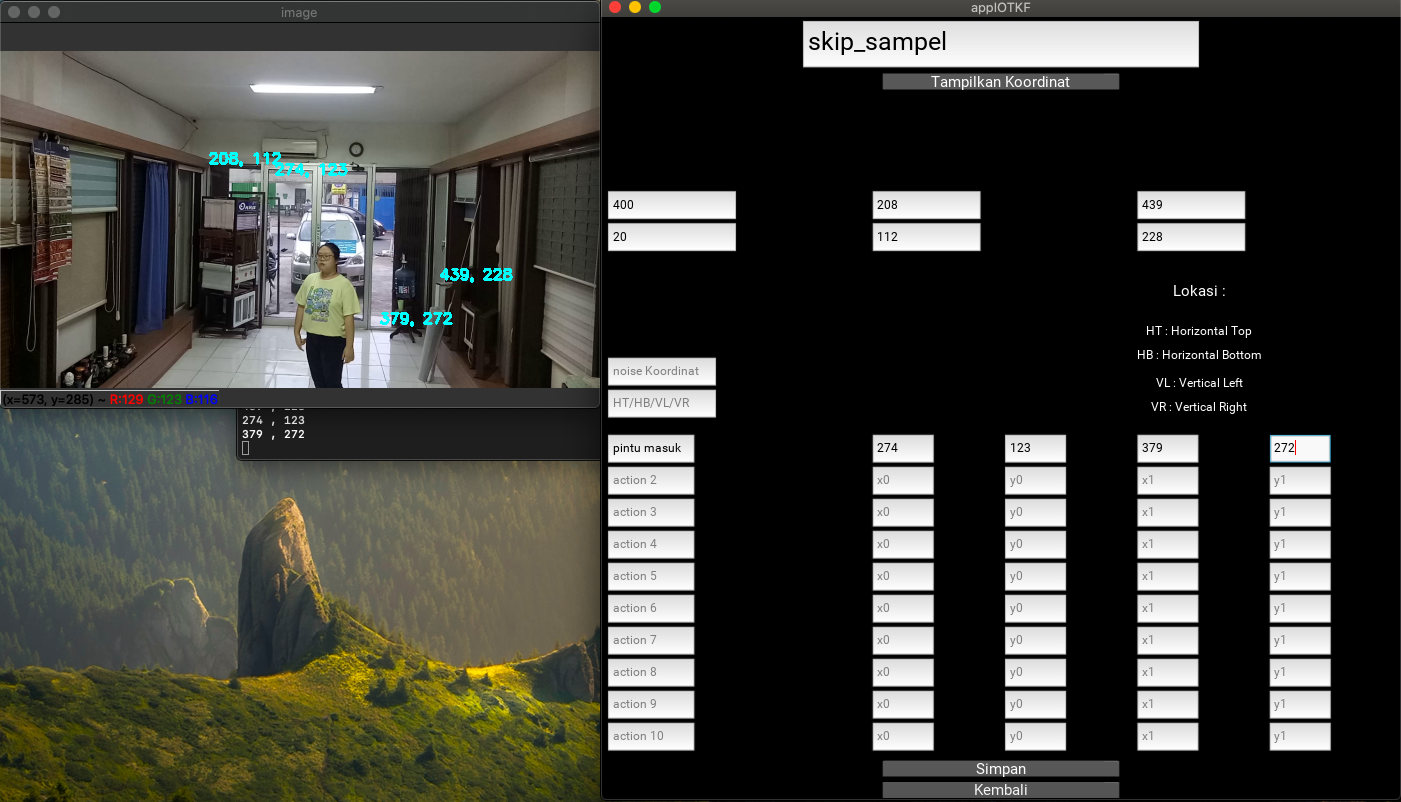 image
208, 112
274, 123
439, 228
379, 272
(x=573, y=285) ~ R:129 G:123 B:116
274 , 123
379 , 272
appIOTKF
skip_sampel
Tampilkan Koordinat
400 208 439
20 112 228
Lokasi :
HT : Horizontal Top
HB : Horizontal Bottom
VL : Vertical Left
VR : Vertical Right
noise Koordinat
HT/HB/VL/VR
pintu masuk 274 123 379 272
action 2 x0 y0 x1 y1
action 3 x0 y0 x1 y1
action 4 x0 y0 x1 y1
action 5 x0 y0 x1 y1
action 6 x0 y0 x1 y1
action 7 x0 y0 x1 y1
action 8 x0 y0 x1 y1
action 9 x0 y0 x1 y1
action 10 x0 y0 x1 y1
Simpan
Kembali